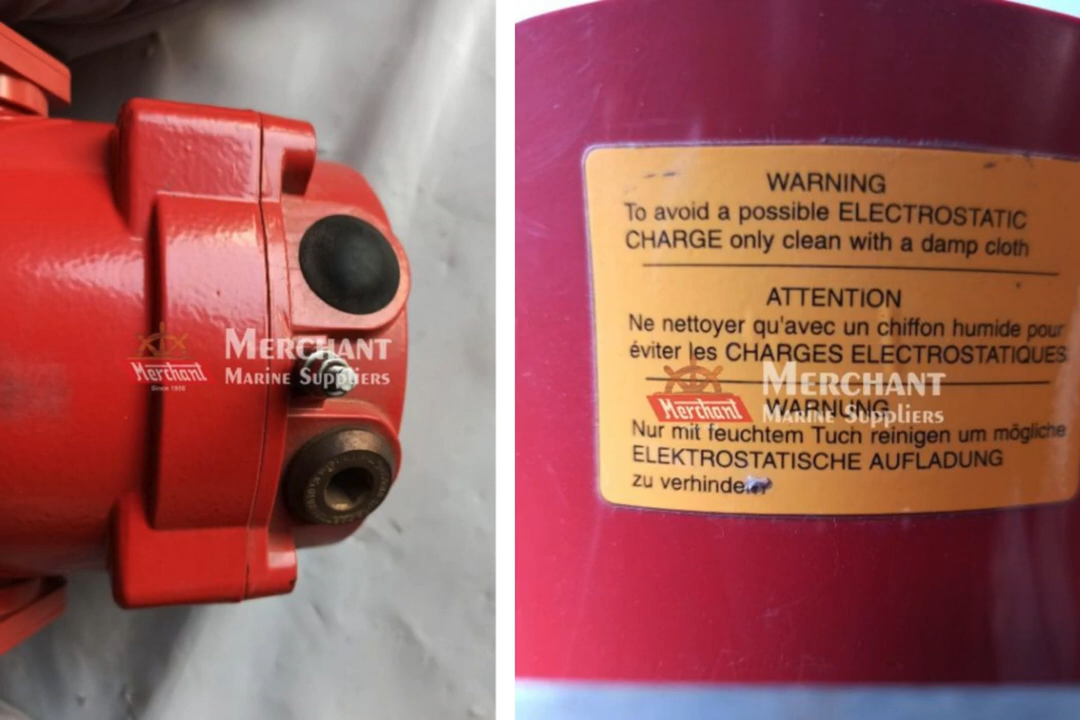 Merchant
Since 1959
MERCHANT
MARINE SUPPLIERS
WARNING
To avoid a possible ELECTROSTATIC
CHARGE only clean with a damp cloth
ATTENTION
Ne nettoyer qu'avec un chiffon humide pour
éviter les CHARGES ELECTROSTATIQUES
Merchant
MERCHANT
MARINE SUPPLIERS
WARNUNG
Nur mit feuchtem Tuch reinigen um mögliche
ELEKTROSTATISCHE AUFLADUNG
zu verhindern